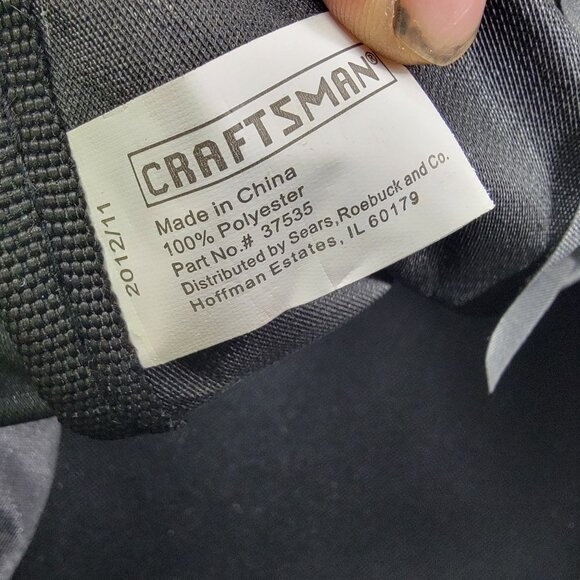 CRAFTSMAN®
Made in China
100% Polyester
Part No.# 37535
Distributed by Sears, Roebuck and Co.
Hoffman Estates, IL 60179
2012/11